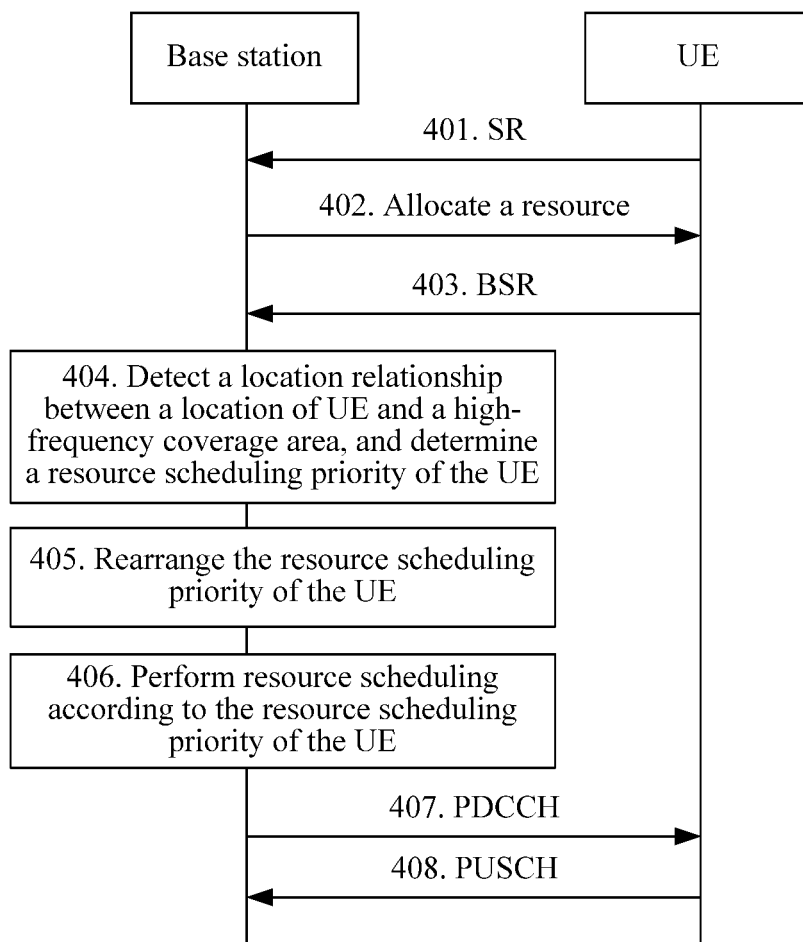 Base station
UE
401. SR
402. Allocate a resource
403. BSR
404. Detect a location relationship
between a location of UE and a high-
frequency coverage area, and determine
a resource scheduling priority of the UE
405. Rearrange the resource scheduling
priority of the UE
406. Perform resource scheduling
according to the resource scheduling
priority of the UE
407. PDCCH
408. PUSCH